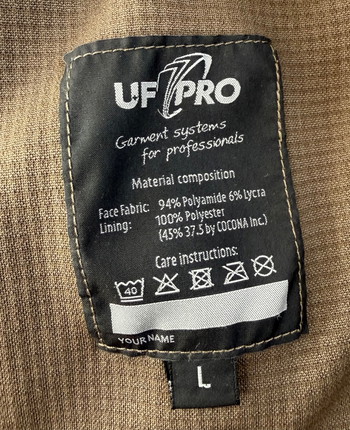 UF PRO
Garment systems
for professionals
Material composition
Face Fabric: 94% Polyamide 6% Lycra
Lining: 100% Polyester
(45% 37.5 by COCONA Inc.)
Care instructions:
40
YOUR NAME
L